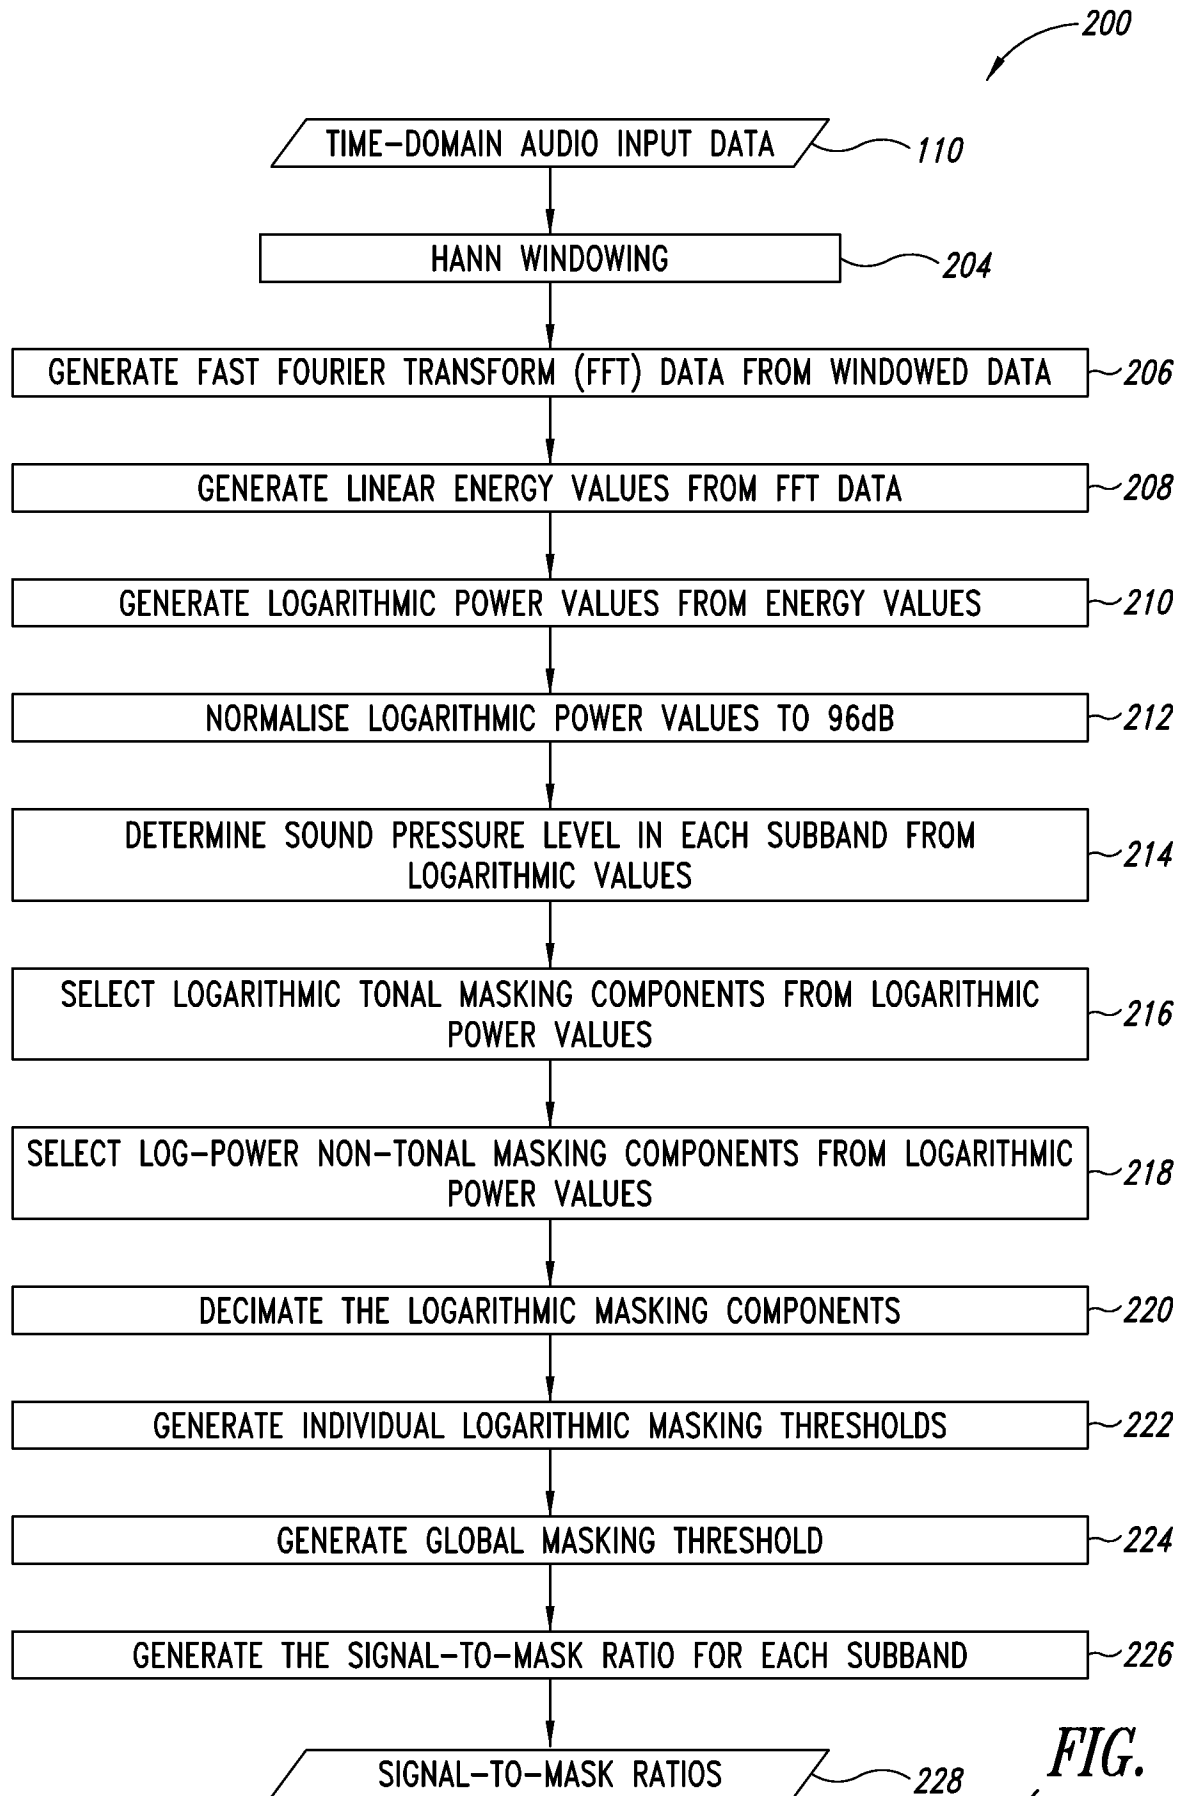 200
TIME-DOMAIN AUDIO INPUT DATA
110
HANN WINDOWING
204
GENERATE FAST FOURIER TRANSFORM (FFT) DATA FROM WINDOWED DATA
206
GENERATE LINEAR ENERGY VALUES FROM FFT DATA
208
GENERATE LOGARITHMIC POWER VALUES FROM ENERGY VALUES
210
NORMALISE LOGARITHMIC POWER VALUES TO 96dB
212
DETERMINE SOUND PRESSURE LEVEL IN EACH SUBBAND FROM
LOGARITHMIC VALUES
214
SELECT LOGARITHMIC TONAL MASKING COMPONENTS FROM LOGARITHMIC
POWER VALUES
216
SELECT LOG-POWER NON-TONAL MASKING COMPONENTS FROM LOGARITHMIC
POWER VALUES
218
DECIMATE THE LOGARITHMIC MASKING COMPONENTS
220
GENERATE INDIVIDUAL LOGARITHMIC MASKING THRESHOLDS
222
GENERATE GLOBAL MASKING THRESHOLD
224
GENERATE THE SIGNAL-TO-MASK RATIO FOR EACH SUBBAND
226
SIGNAL-TO-MASK RATIOS
228
FIG.